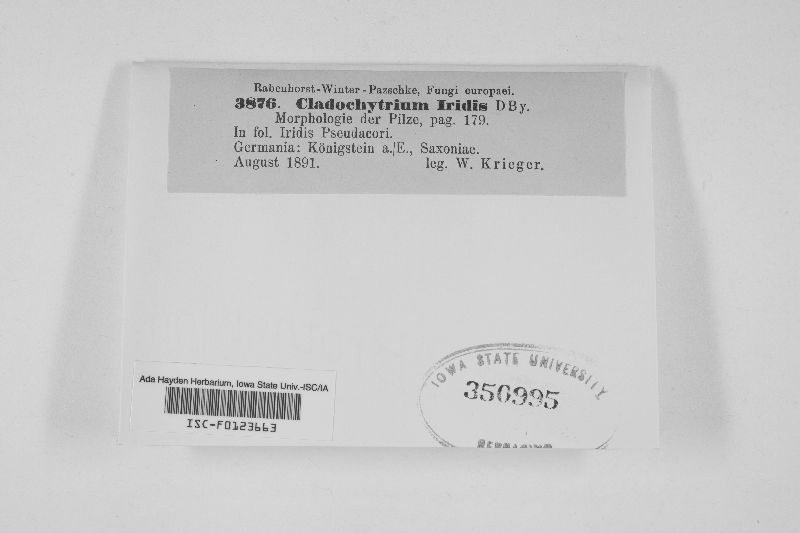 Rabenhorst-Winter-Pazschke, Fungi europaei.
3876. Cladochytrium Iridis DBy.
Morphologie der Pilze, pag. 179.
In fol. Iridis Pseudacori.
Germania: Königstein a./E., Saxoniae.
August 1891. leg. W. Krieger.
Ada Hayden Herbarium, Iowa State Univ.-ISC/IA
ISC-F0123663
IOWA STATE UNIVERSITY
350995